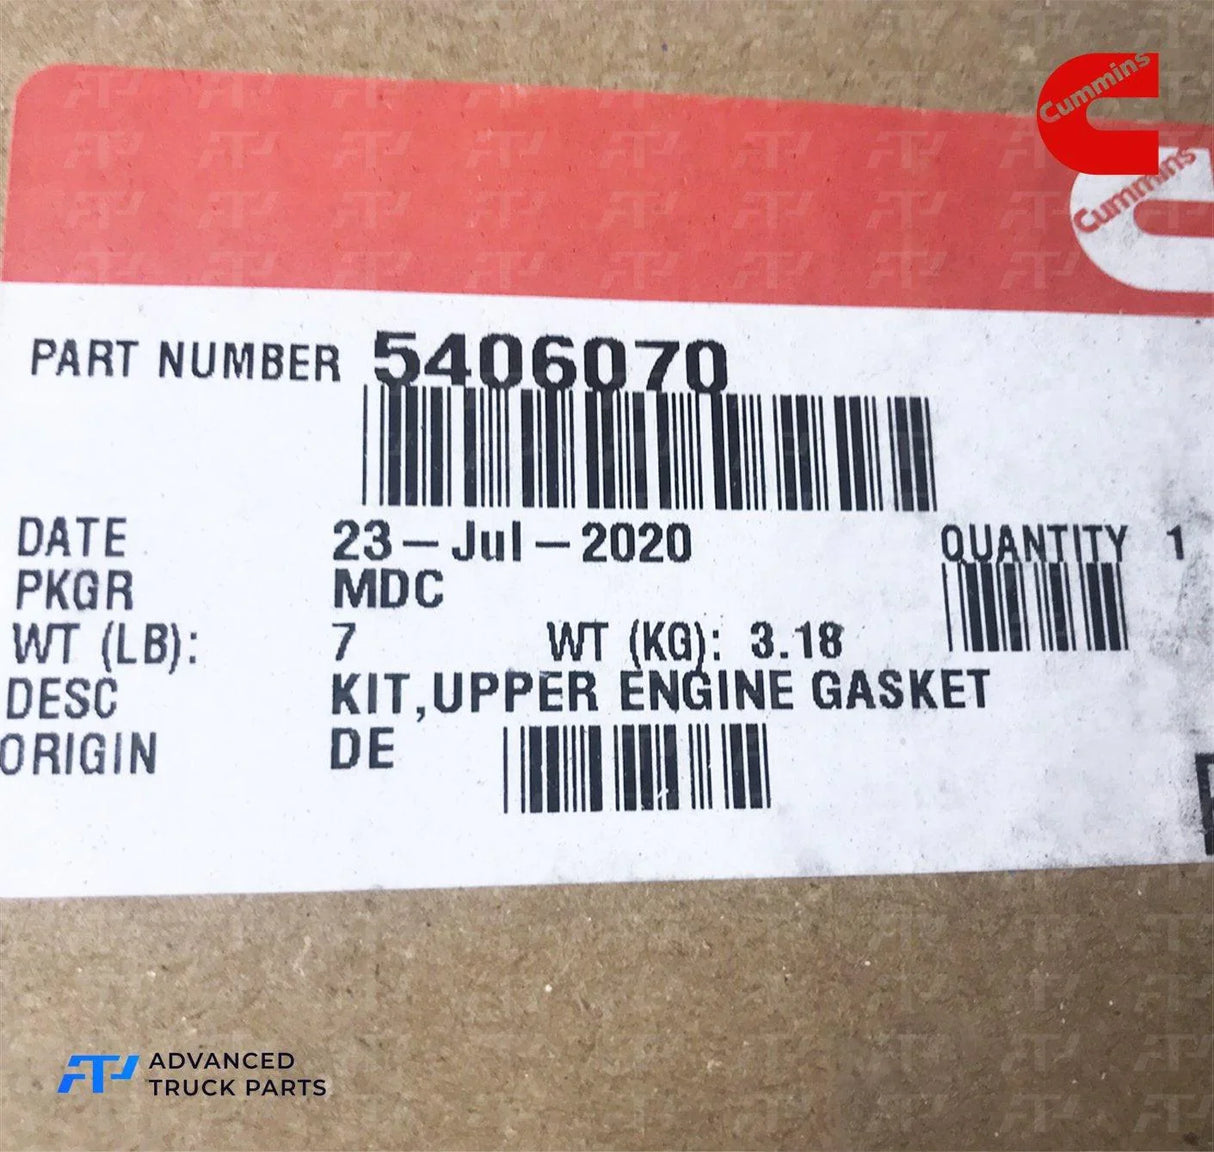 Cummins
Cummins
PART NUMBER 5406070
DATE 23-Jul-2020 QUANTITY 1
PKGR MDC
WT (LB): 7 WT (KG): 3.18
DESC KIT,UPPER ENGINE GASKET
ORIGIN DE
ATP ADVANCED
TRUCK PARTS